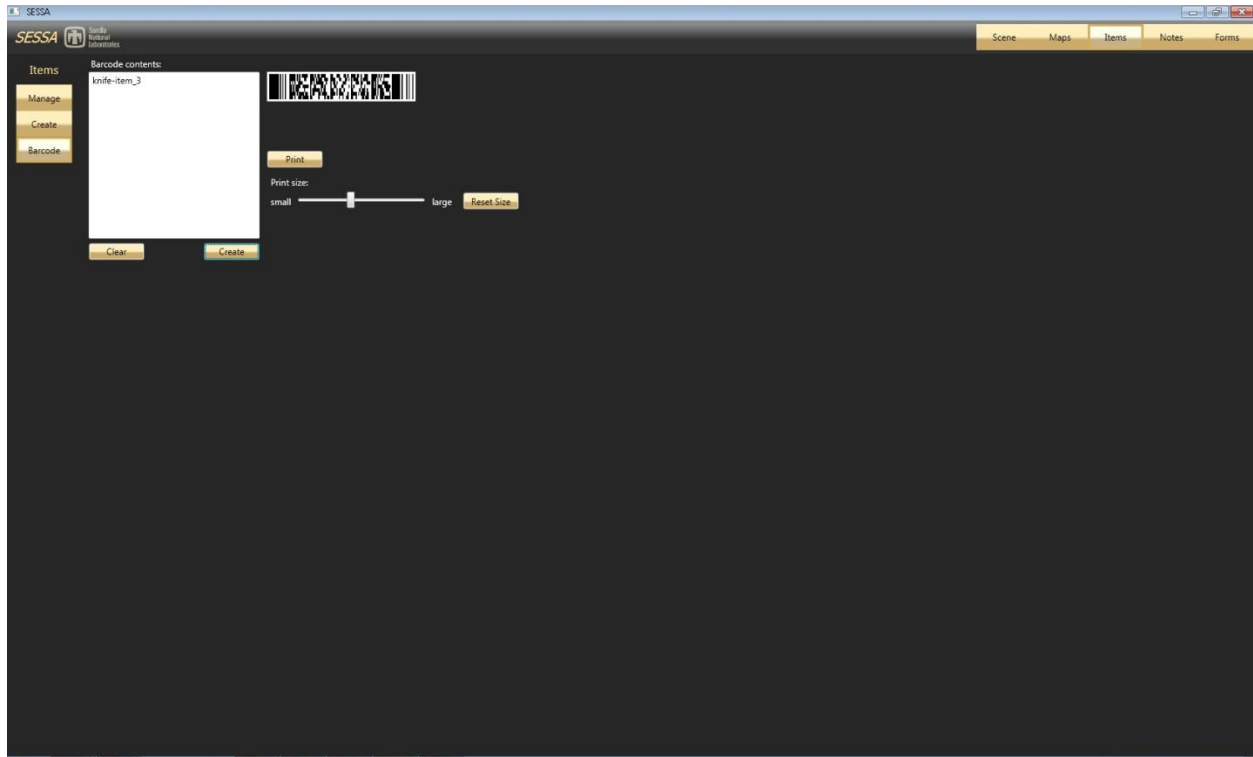 SESSA
SESSA Sandia National Laboratories
Scene Maps Items Notes Forms
Items
Manage
Create
Barcode
Barcode contents:
knife-item_3
Clear Create
Print
Print size:
small large Reset Size